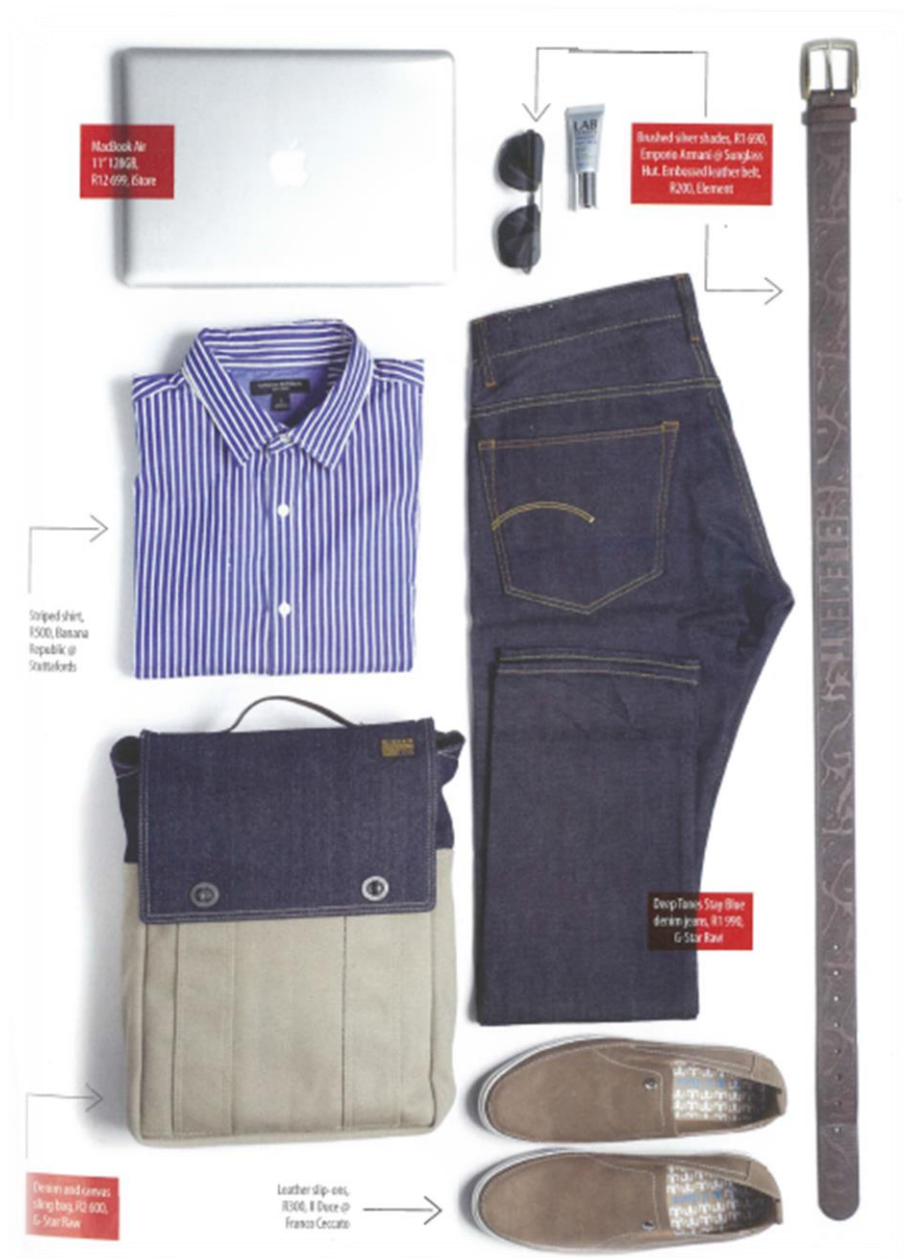 MacBook Air
11" 128GB,
R12 699, iStore
LAB
Brushed silver shades, R1 690,
Emporio Armani @ Sunglass
Hut. Embossed leather belt,
R200, Element
Striped shirt,
R500, Banana
Republic @
Stuttafords
ELEMENT
Deep Tones Stay Blue
denim jeans, R1 990,
G-Star Raw
Denim and canvas
sling bag, R2 600,
G-Star Raw
Leather slip-ons,
R300, Il Duce @
Franco Ceccato